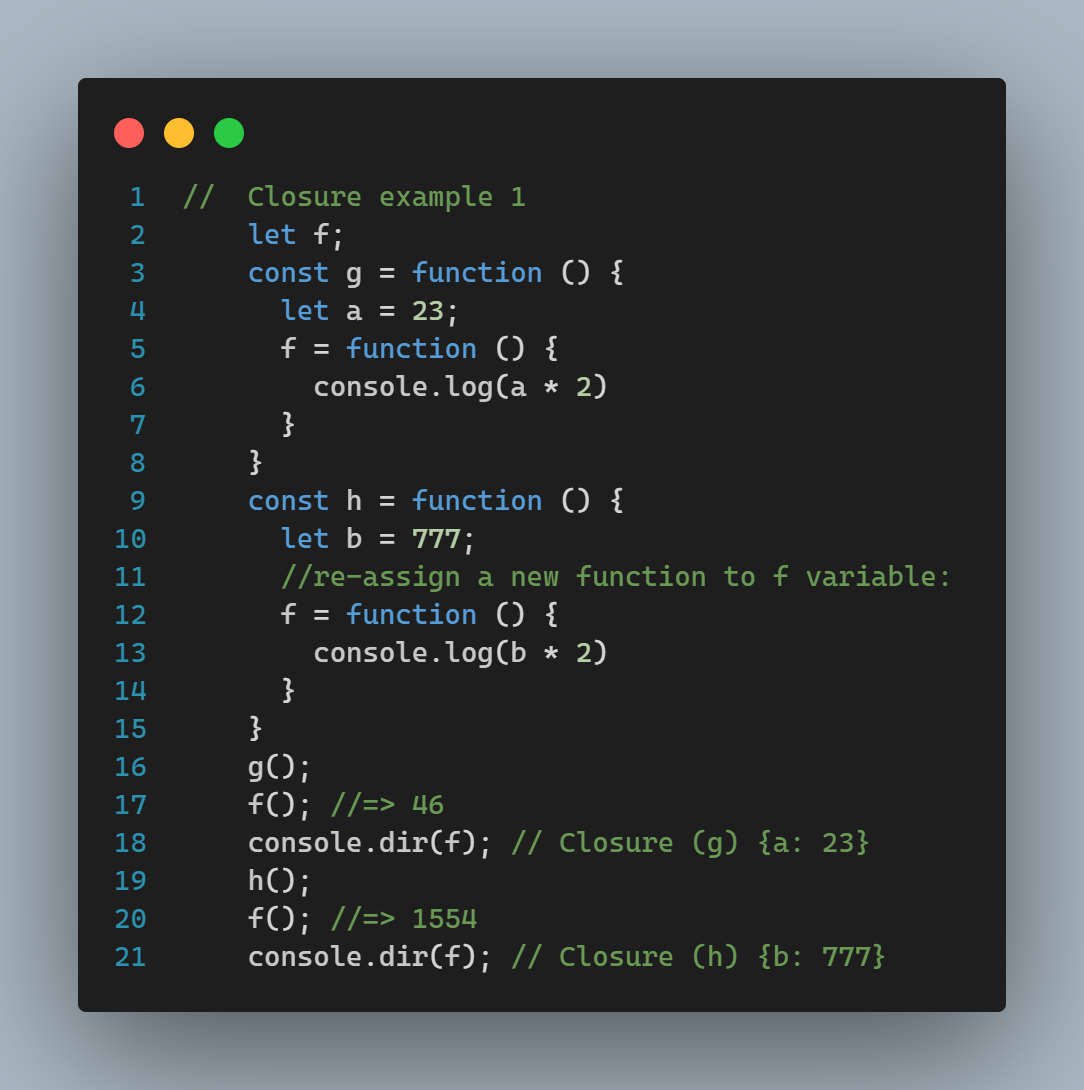 1 //  Closure example 1
2     let f;
3     const g = function () {
4       let a = 23;
5       f = function () {
6         console.log(a * 2)
7       }
8     }
9     const h = function () {
10       let b = 777;
11       //re-assign a new function to f variable:
12       f = function () {
13         console.log(b * 2)
14       }
15     }
16     g();
17     f(); //=> 46
18     console.dir(f); // Closure (g) {a: 23}
19     h();
20     f(); //=> 1554
21     console.dir(f); // Closure (h) {b: 777}